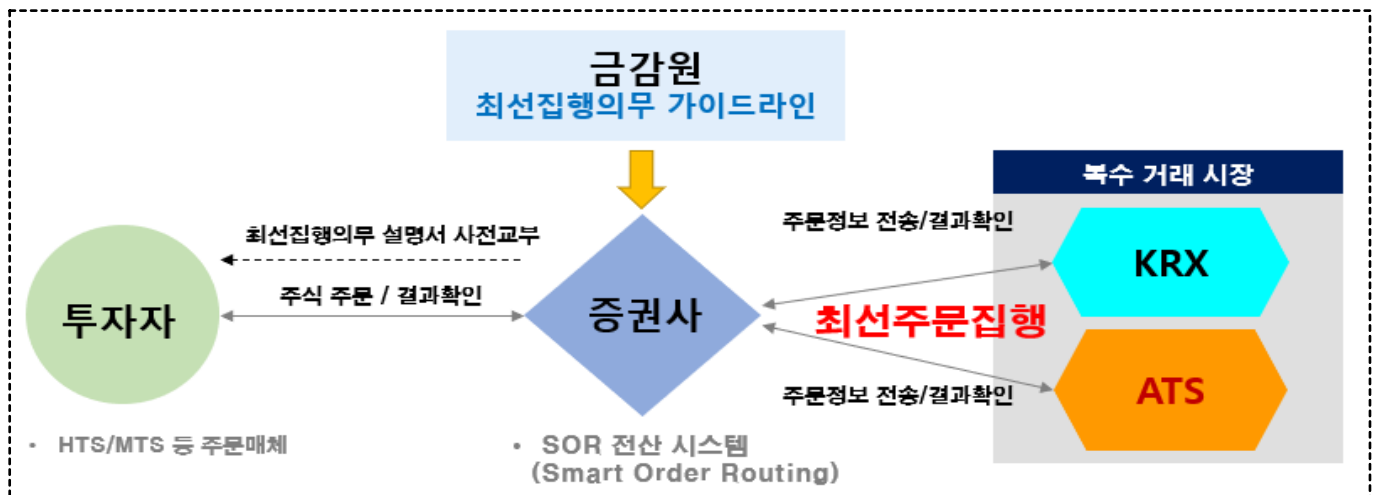 금감원
최선집행의무 가이드라인
복수 거래 시장
최선집행의무 설명서 사전교부
주문정보 전송/결과확인
KRX
주식 주문 / 결과확인
투자자
증권사
최선주문집행
ATS
주문정보 전송/결과확인
• HTS/MTS 등 주문매체
• SOR 전산 시스템
(Smart Order Routing)